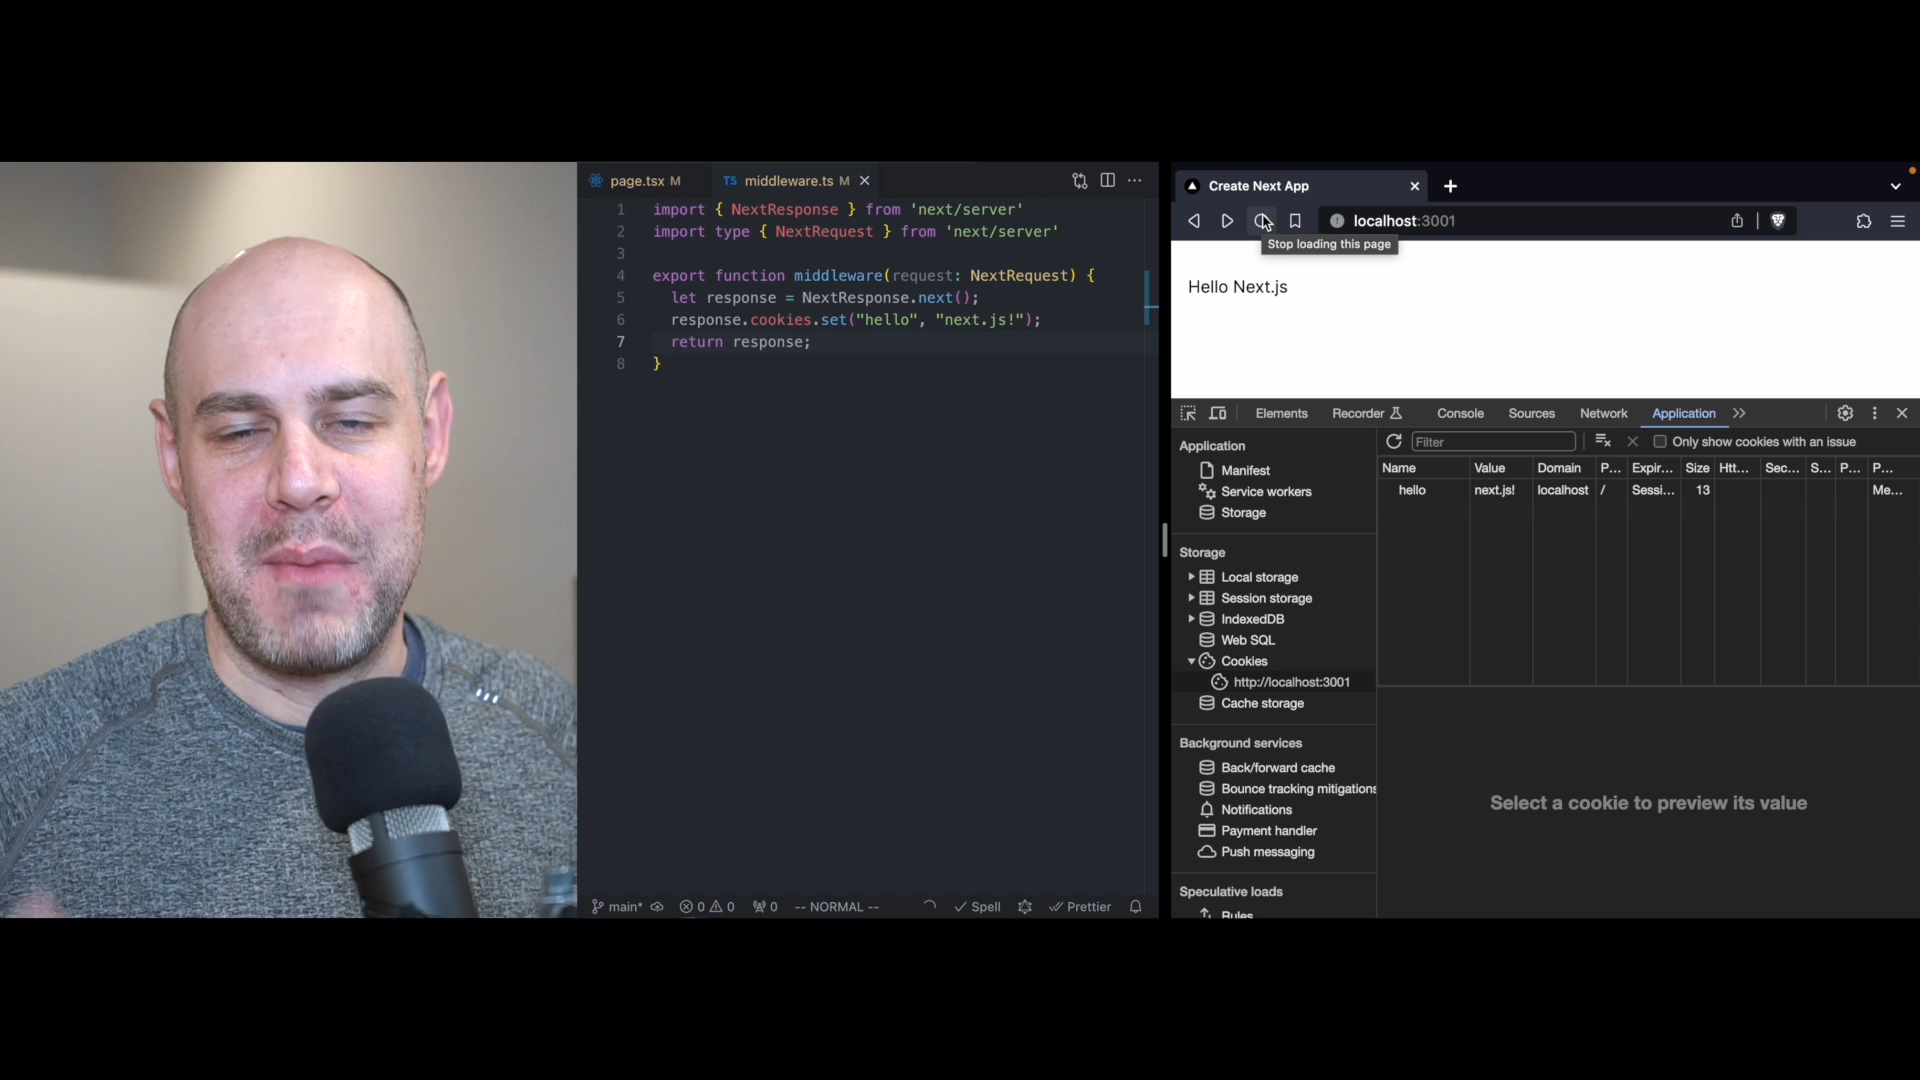 page.tsx M
TS middleware.ts M
1 import { NextResponse } from 'next/server'
2 import type { NextRequest } from 'next/server'
3
4 export function middleware(request: NextRequest) {
5 let response = NextResponse.next();
6 response.cookies.set("hello", "next.js!");
7 return response;
8 }
main* 0 0 0 -- NORMAL -- Spell Prettier
Create Next App
localhost:3001
Stop loading this page
Hello Next.js
Elements Recorder Console Sources Network Application
Application
Manifest
Service workers
Storage
Storage
Local storage
Session storage
IndexedDB
Web SQL
Cookies
http://localhost:3001
Cache storage
Background services
Back/forward cache
Bounce tracking mitigations
Notifications
Payment handler
Push messaging
Speculative loads
Rules
Filter Only show cookies with an issue
Name Value Domain P... Expir... Size Htt... Sec... S... P... P...
hello next.js! localhost / Sessi... 13 Me...
Select a cookie to preview its value